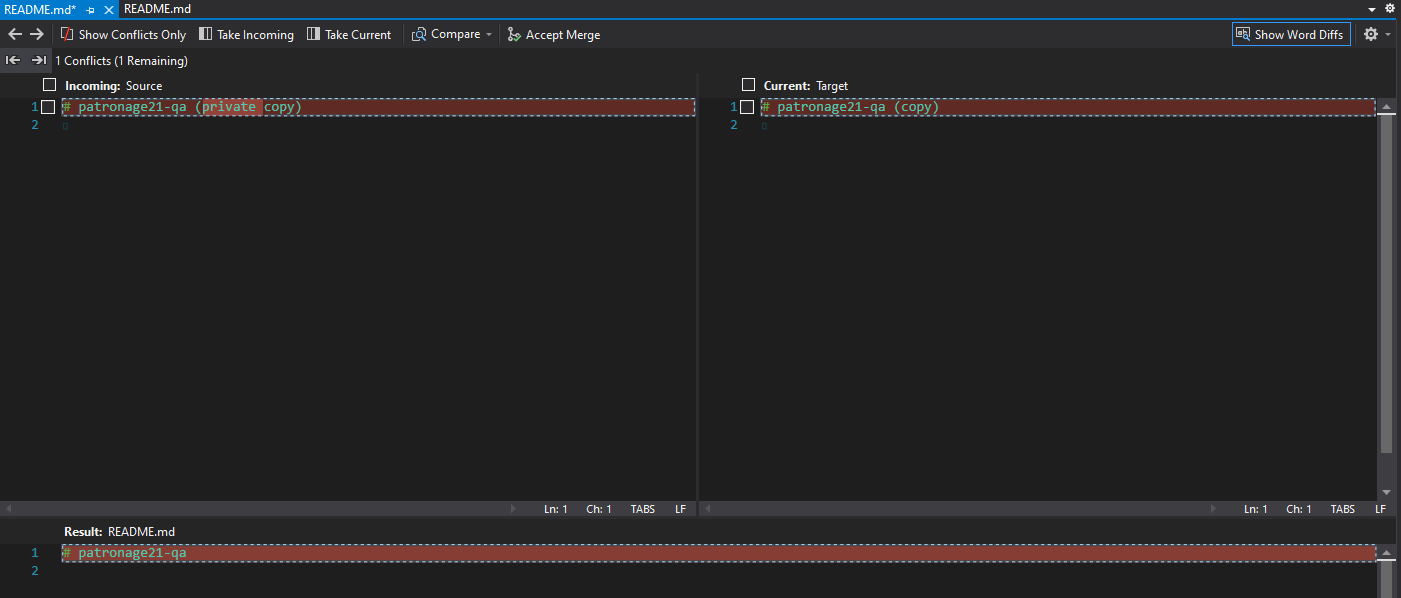 README.md* README.md
Show Conflicts Only Take Incoming Take Current Compare Accept Merge Show Word Diffs
1 Conflicts (1 Remaining)
Incoming: Source Current: Target
1 # patronage21-qa (private copy) 1 # patronage21-qa (copy)
2 2
Ln: 1 Ch: 1 TABS LF Ln: 1 Ch: 1 TABS LF
Result: README.md
1 # patronage21-qa
2